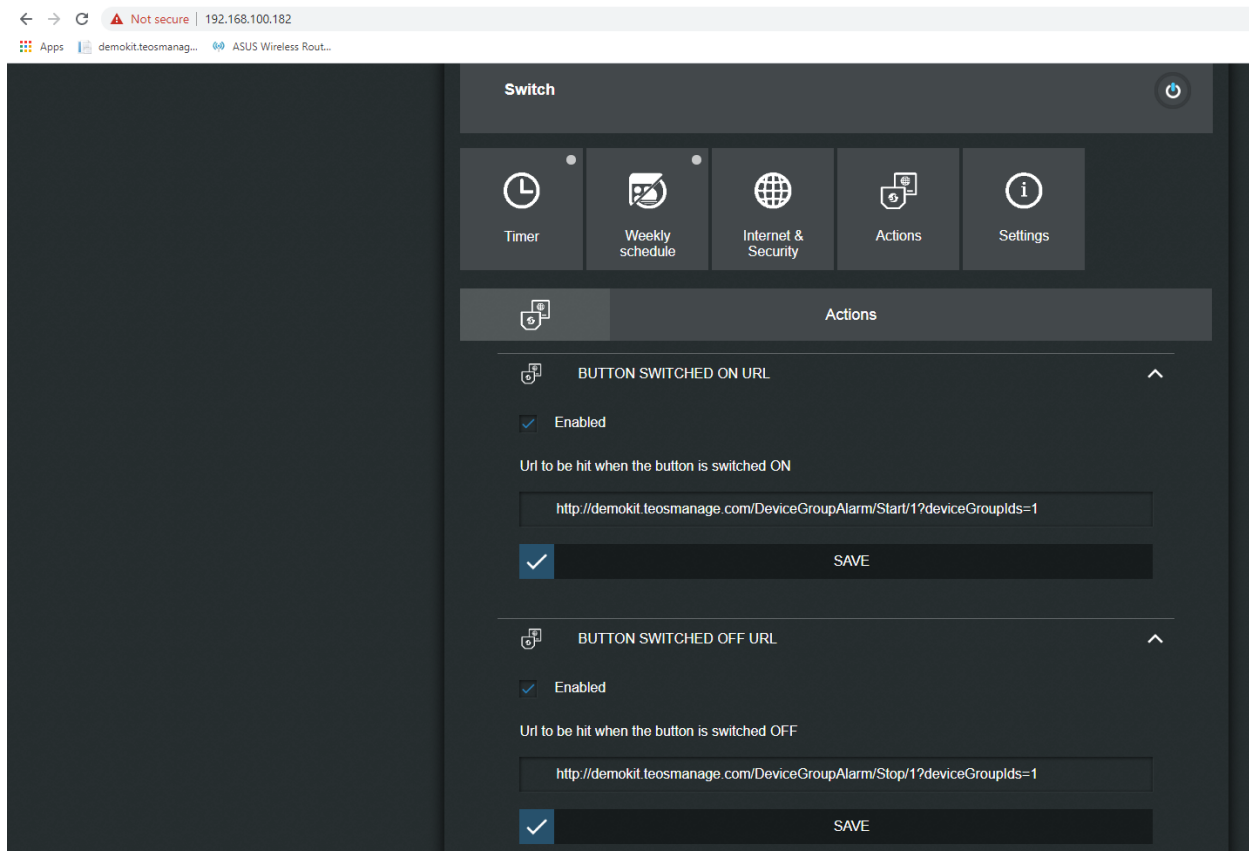 Not secure | 192.168.100.182
Apps demokit.teosmanag... ASUS Wireless Rout...
Switch
Timer
Weekly
schedule
Internet &
Security
Actions
Settings
Actions
BUTTON SWITCHED ON URL
Enabled
Url to be hit when the button is switched ON
http://demokit.teosmanage.com/DeviceGroupAlarm/Start/1?deviceGroupIds=1
SAVE
BUTTON SWITCHED OFF URL
Enabled
Url to be hit when the button is switched OFF
http://demokit.teosmanage.com/DeviceGroupAlarm/Stop/1?deviceGroupIds=1
SAVE